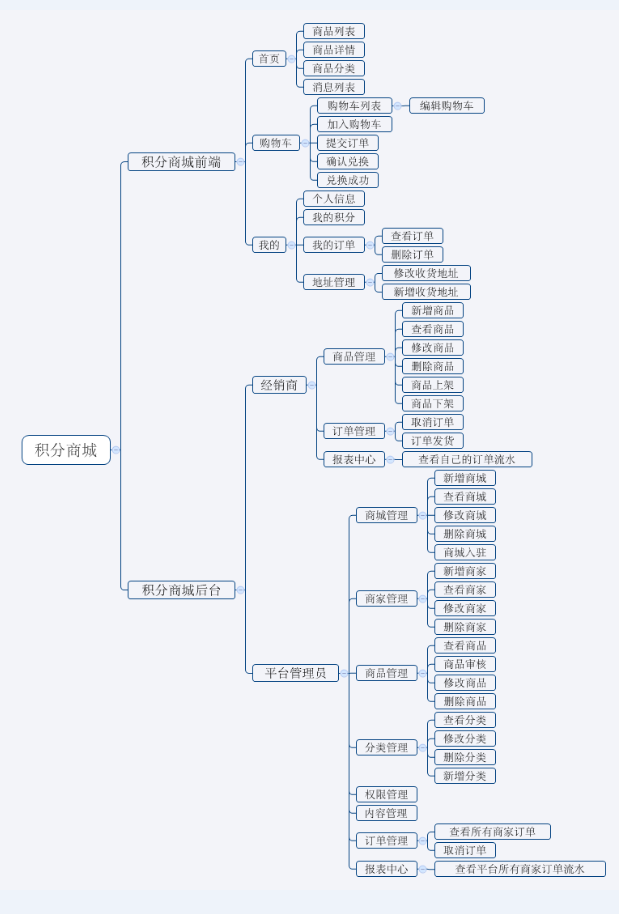 积分商城
积分商城前端
首页
商品列表
商品详情
商品分类
消息列表
购物车
购物车列表
编辑购物车
加入购物车
提交订单
确认兑换
兑换成功
我的
个人信息
我的积分
我的订单
查看订单
删除订单
地址管理
修改收货地址
新增收货地址
积分商城后台
经销商
商品管理
新增商品
查看商品
修改商品
删除商品
商品上架
商品下架
订单管理
取消订单
订单发货
报表中心
查看自己的订单流水
平台管理员
商城管理
新增商城
查看商城
修改商城
删除商城
商城入驻
商家管理
新增商家
查看商家
修改商家
删除商家
商品管理
查看商品
商品审核
修改商品
删除商品
分类管理
查看分类
修改分类
删除分类
新增分类
权限管理
内容管理
订单管理
查看所有商家订单
取消订单
报表中心
查看平台所有商家订单流水